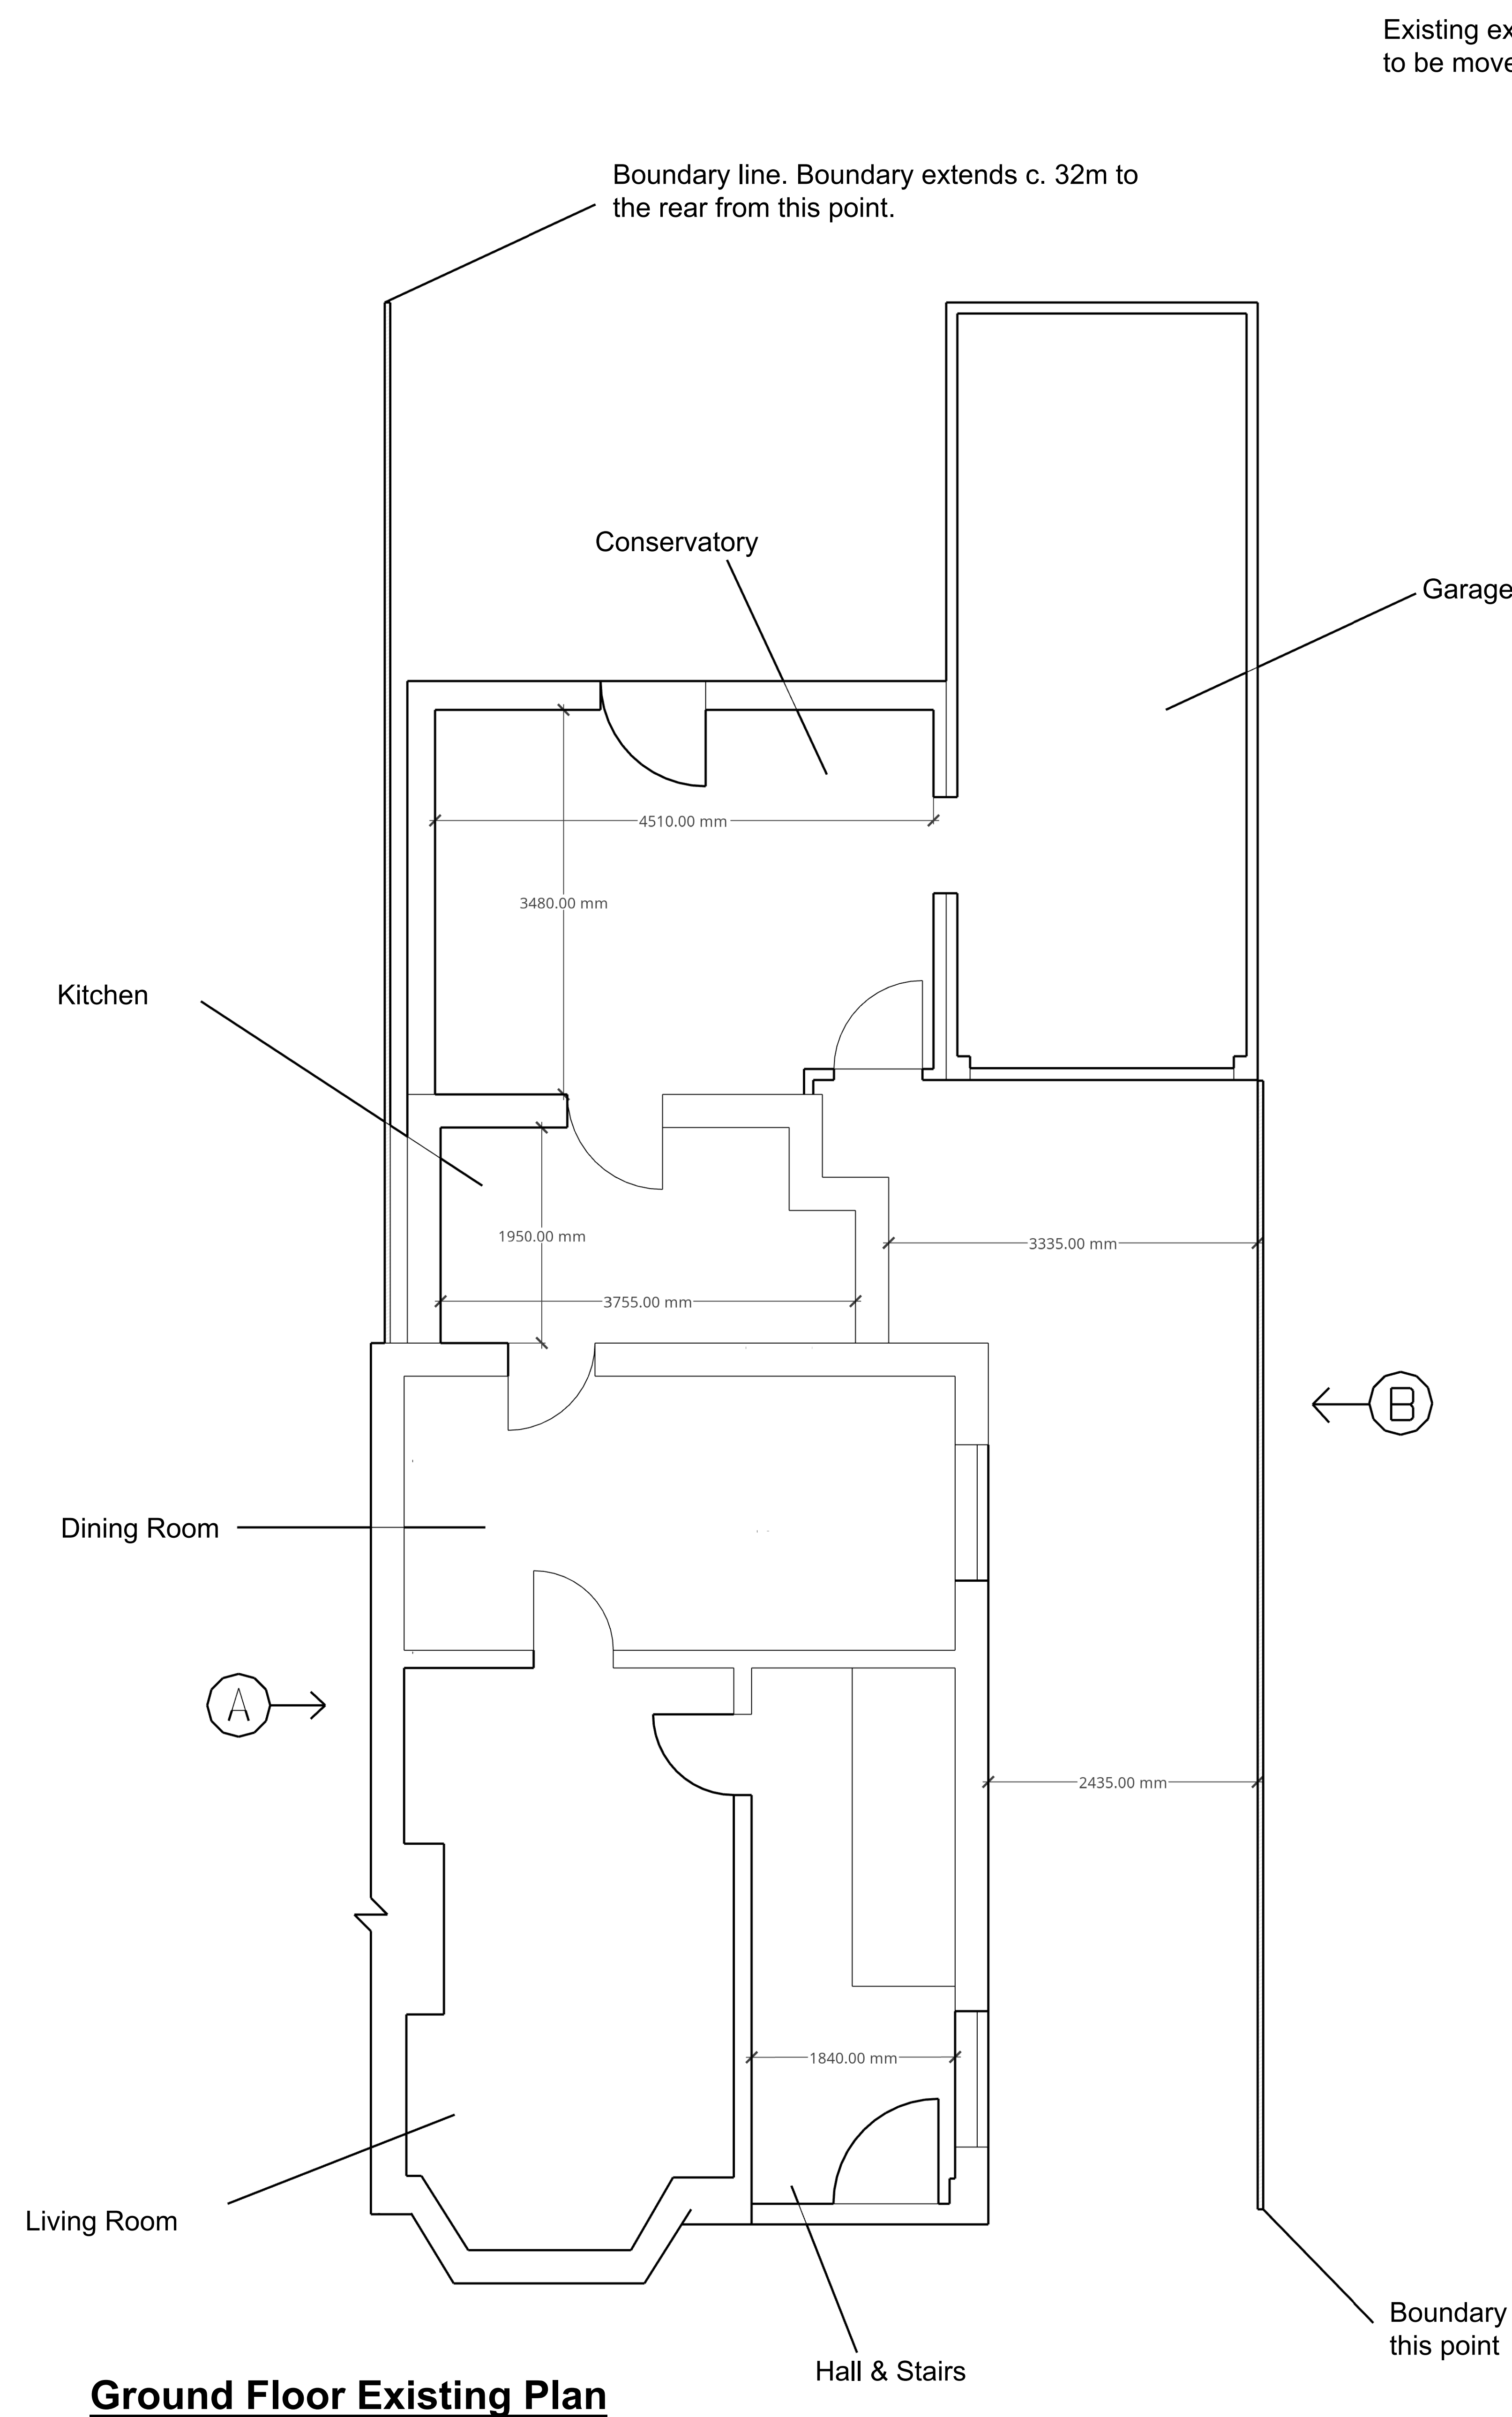 Existing ex
to be move
Boundary line. Boundary extends c. 32m to
the rear from this point.
Conservatory
Garage
4510.00 mm
3480.00 mm
Kitchen
1950.00 mm
3335.00 mm
3755.00 mm
B
Dining Room
A
2435.00 mm
1840.00 mm
Living Room
Boundary
this point
Hall & Stairs
Ground Floor Existing Plan